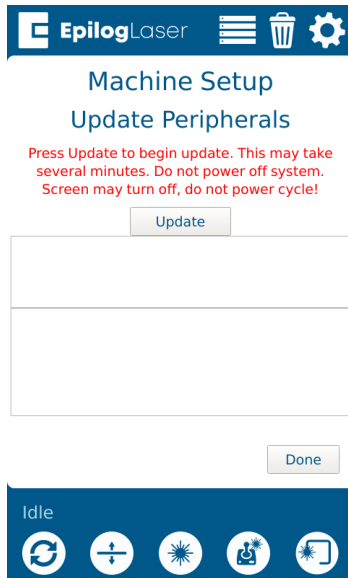 EpilogLaser
Machine Setup
Update Peripherals
Press Update to begin update. This may take
several minutes. Do not power off system.
Screen may turn off, do not power cycle!
Update
Done
Idle